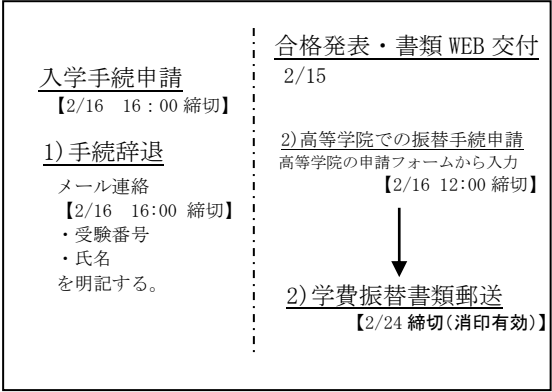 入学手続申請
【2/16 16：00 締切】
1)手続辞退
メール連絡
【2/16 16:00 締切】
・受験番号
・氏名
を明記する。
合格発表・書類 WEB 交付
2/15
2)高等学院での振替手続申請
高等学院の申請フォームから入力
【2/16 12:00 締切】
2)学費振替書類郵送
【2/24 締切(消印有効)】